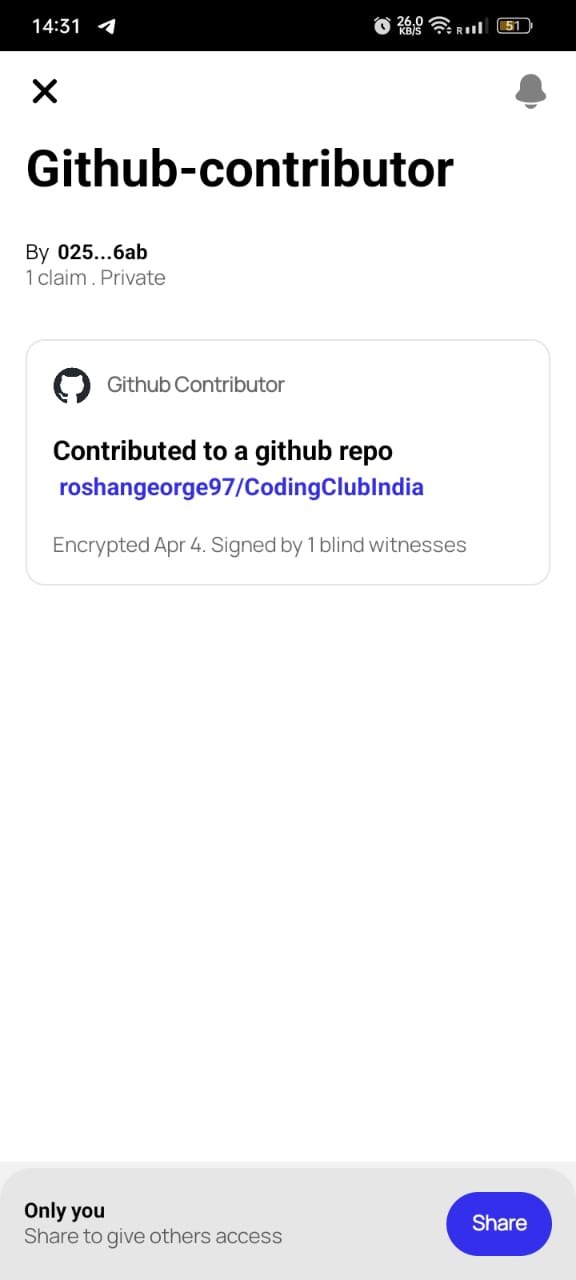 14:31
26.0
KB/S
R
51
Github-contributor
By 025...6ab
1 claim . Private
Github Contributor
Contributed to a github repo
roshangeorge97/CodingClubIndia
Encrypted Apr 4. Signed by 1 blind witnesses
Only you
Share to give others access
Share